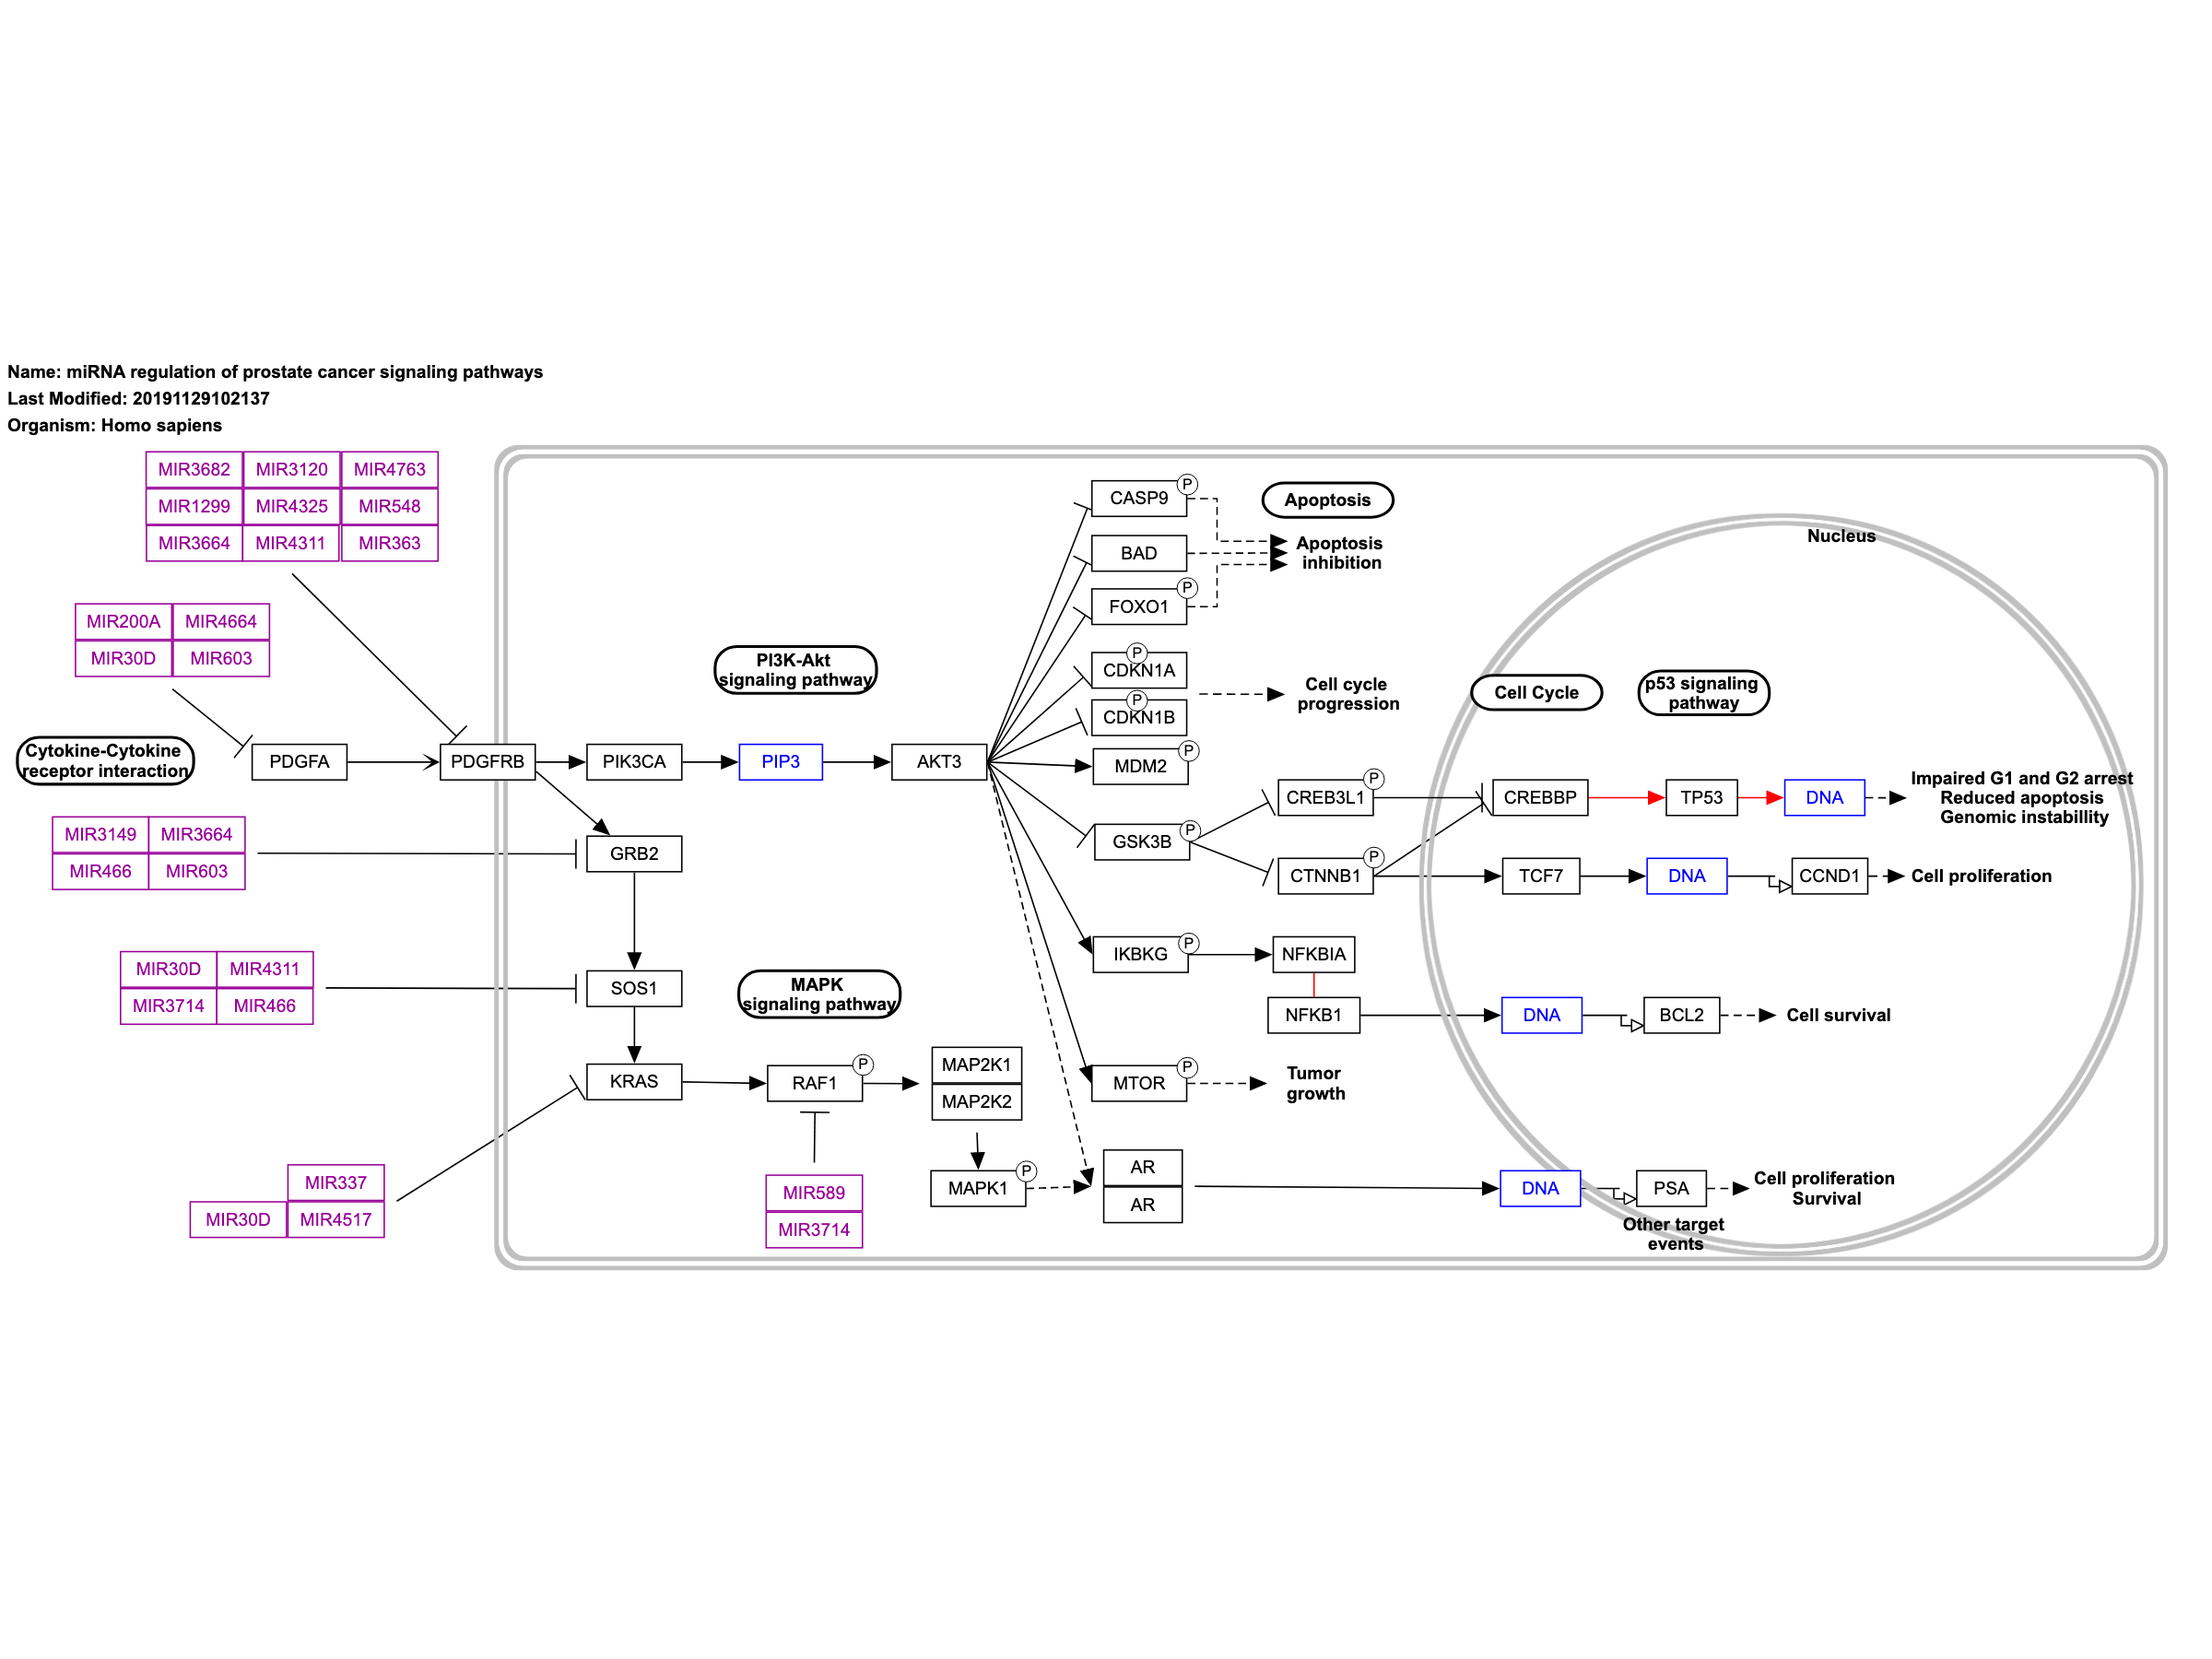 Name: miRNA regulation of prostate cancer signaling pathways
Last Modified: 20191129102137
Organism: Homo sapiens
MIR3682 MIR3120 MIR4763
MIR1299 MIR4325 MIR548
MIR3664 MIR4311 MIR363
MIR200A MIR4664
MIR30D MIR603
Cytokine-Cytokine
receptor interaction
PDGFA
PDGFRB
PIK3CA
PIP3
AKT3
PI3K-Akt
signaling pathway
MIR3149 MIR3664
MIR466 MIR603
GRB2
MIR30D MIR4311
MIR3714 MIR466
SOS1
MAPK
signaling pathway
KRAS
RAF1
P
MAP2K1
MAP2K2
MIR337
MIR30D MIR4517
MIR589
MIR3714
MAPK1
P
CASP9
P
BAD
FOXO1
P
Apoptosis
Apoptosis
inhibition
CDKN1A
P
CDKN1B
P
Cell cycle
progression
MDM2
P
GSK3B
P
CREB3L1
P
CTNNB1
P
IKBKG
P
NFKBIA
NFKB1
MTOR
P
Tumor
growth
AR
AR
Nucleus
Cell Cycle
p53 signaling
pathway
CREBBP
TP53
DNA
Impaired G1 and G2 arrest
Reduced apoptosis
Genomic instabillity
TCF7
DNA
CCND1
Cell proliferation
DNA
BCL2
Cell survival
DNA
PSA
Cell proliferation
Survival
Other target
events